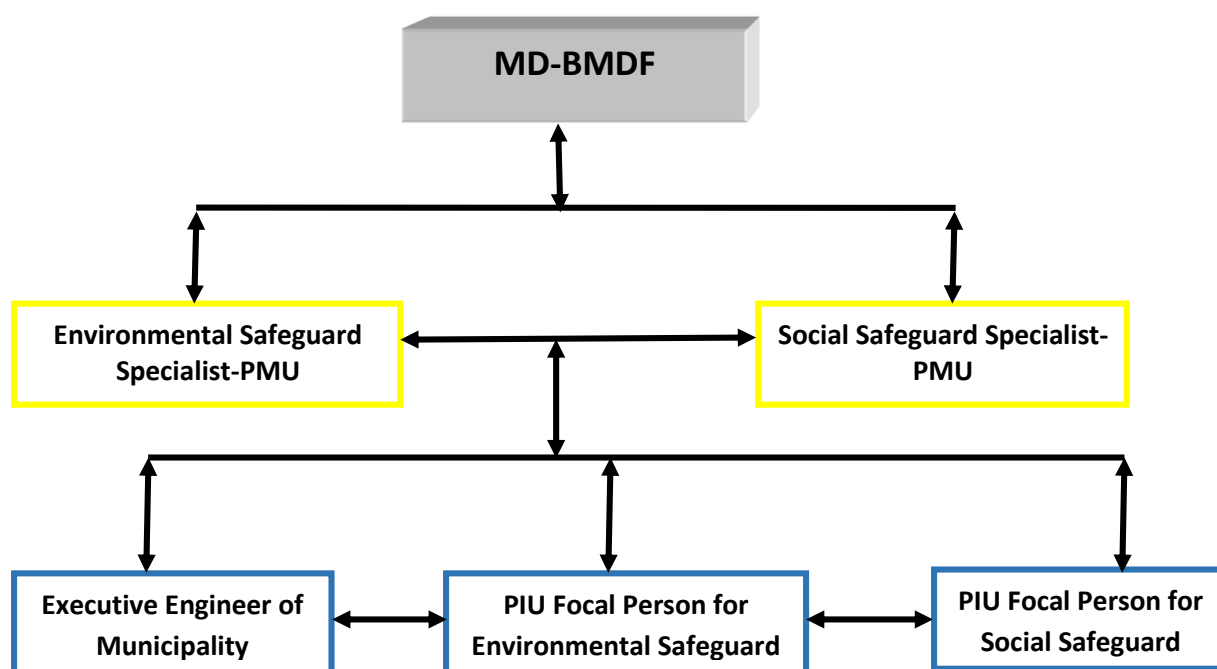 MD-BMDF
Environmental Safeguard
Specialist-PMU
Social Safeguard Specialist-
PMU
Executive Engineer of
Municipality
PIU Focal Person for
Environmental Safeguard
PIU Focal Person for
Social Safeguard